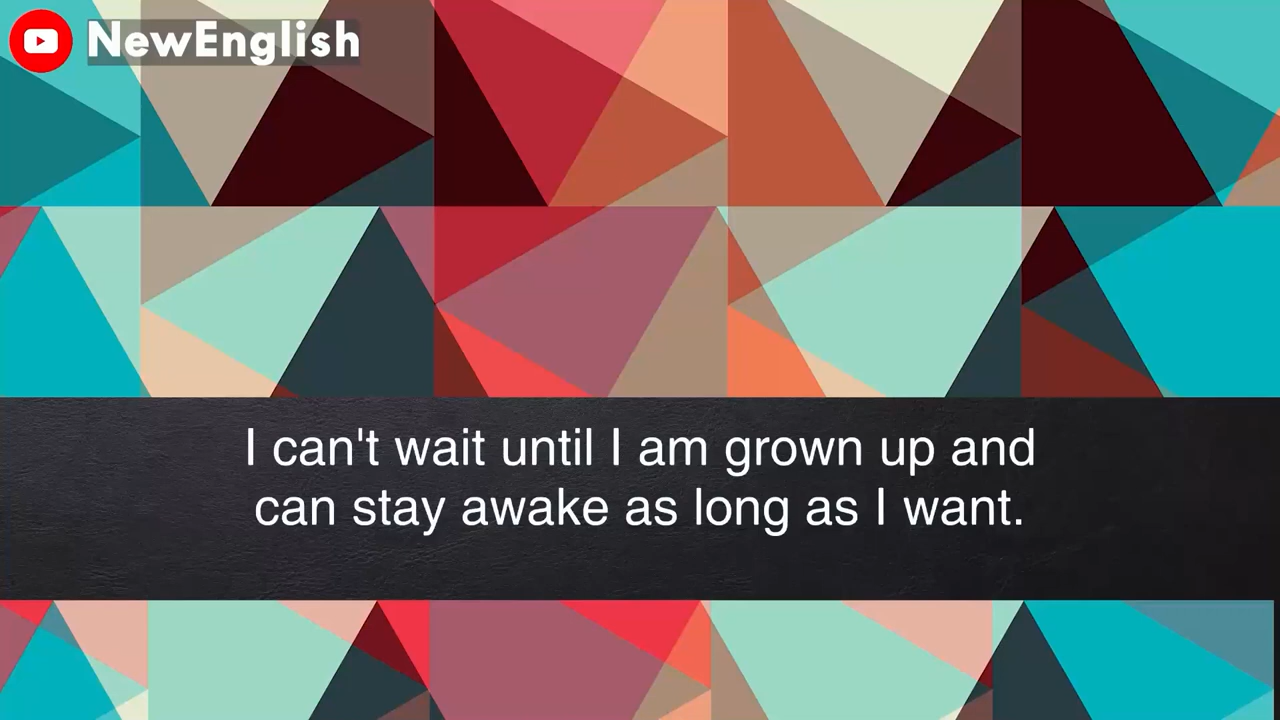 NewEnglish
I can't wait until I am grown up and
can stay awake as long as I want.